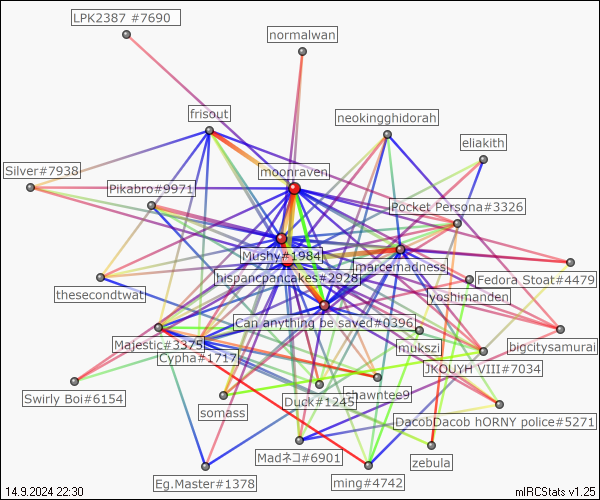 LPK2387 #7690
normalwan
frisout
neokingghidorah
eliakith
moonraven
Silver#7938
Pikabro#9971
Pocket Persona#3326
Mushy#1984
marcemadness
hispancpancakes#2928
Fedora Stoat#4479
thesecondtwat
yoshimanden
Can anything be saved#0396
Majestic#3375
mukszi
bigcitysamurai
Cypha#1717
JKOUYH VIII#7034
Swirly Boi#6154
somass
Duck#1245
shawntee9
DacobDacob hORNY police#5271
Madネコ#6901
zebula
Eg.Master#1378
ming#4742
14.9.2024 22:30
mIRCStats v1.25